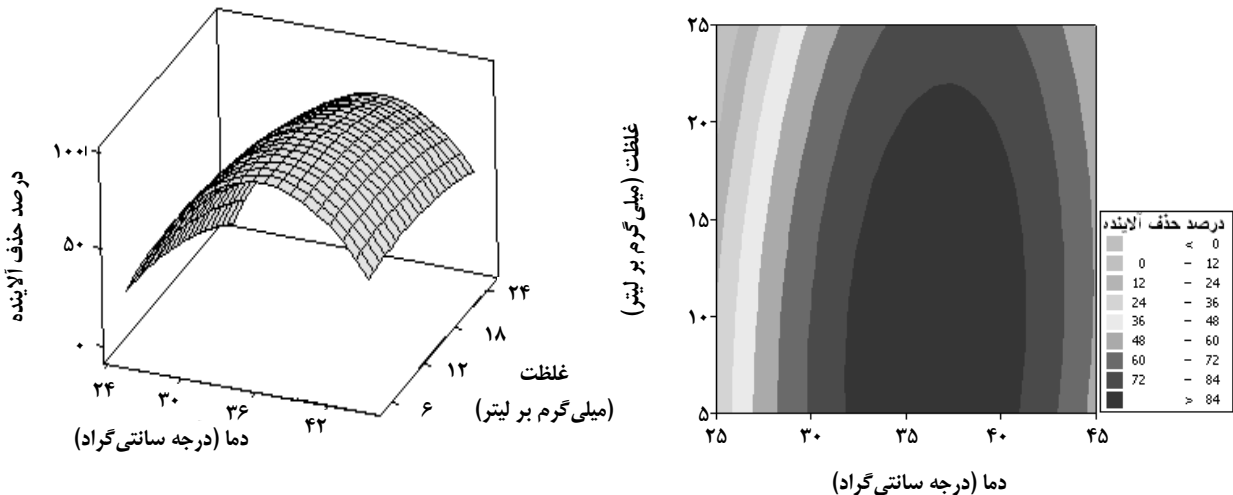 درصد حذف آلاینده
۱۰۰
۵۰
۰
۲۴
۳۰
۳۶
۴۲
دما (درجه سانتی‌گراد)
۶
۱۲
۱۸
۲۴
غلظت
(میلی‌گرم بر لیتر)
غلظت (میلی‌گرم بر لیتر)
۲۵
۲۰
۱۵
۱۰
۵
۲۵
۳۰
۳۵
۴۰
۴۵
دما (درجه سانتی‌گراد)
درصد حذف آلاینده
< 0
0 – 12
12 – 24
24 – 36
36 – 48
48 – 60
60 – 72
72 – 84
> 84